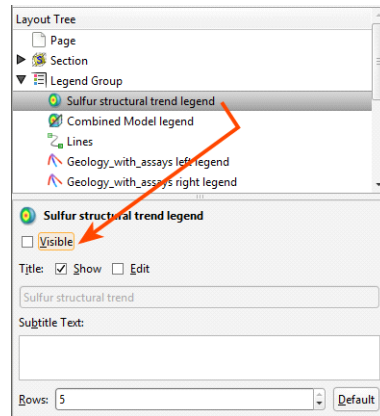 Layout Tree
Page
Section
Legend Group
Sulfur structural trend legend
Combined Model legend
Lines
Geology_with_assays left legend
Geology_with_assays right legend
Sulfur structural trend legend
Visible
Title: Show Edit
Sulfur structural trend
Subtitle Text:
Rows: 5 Default